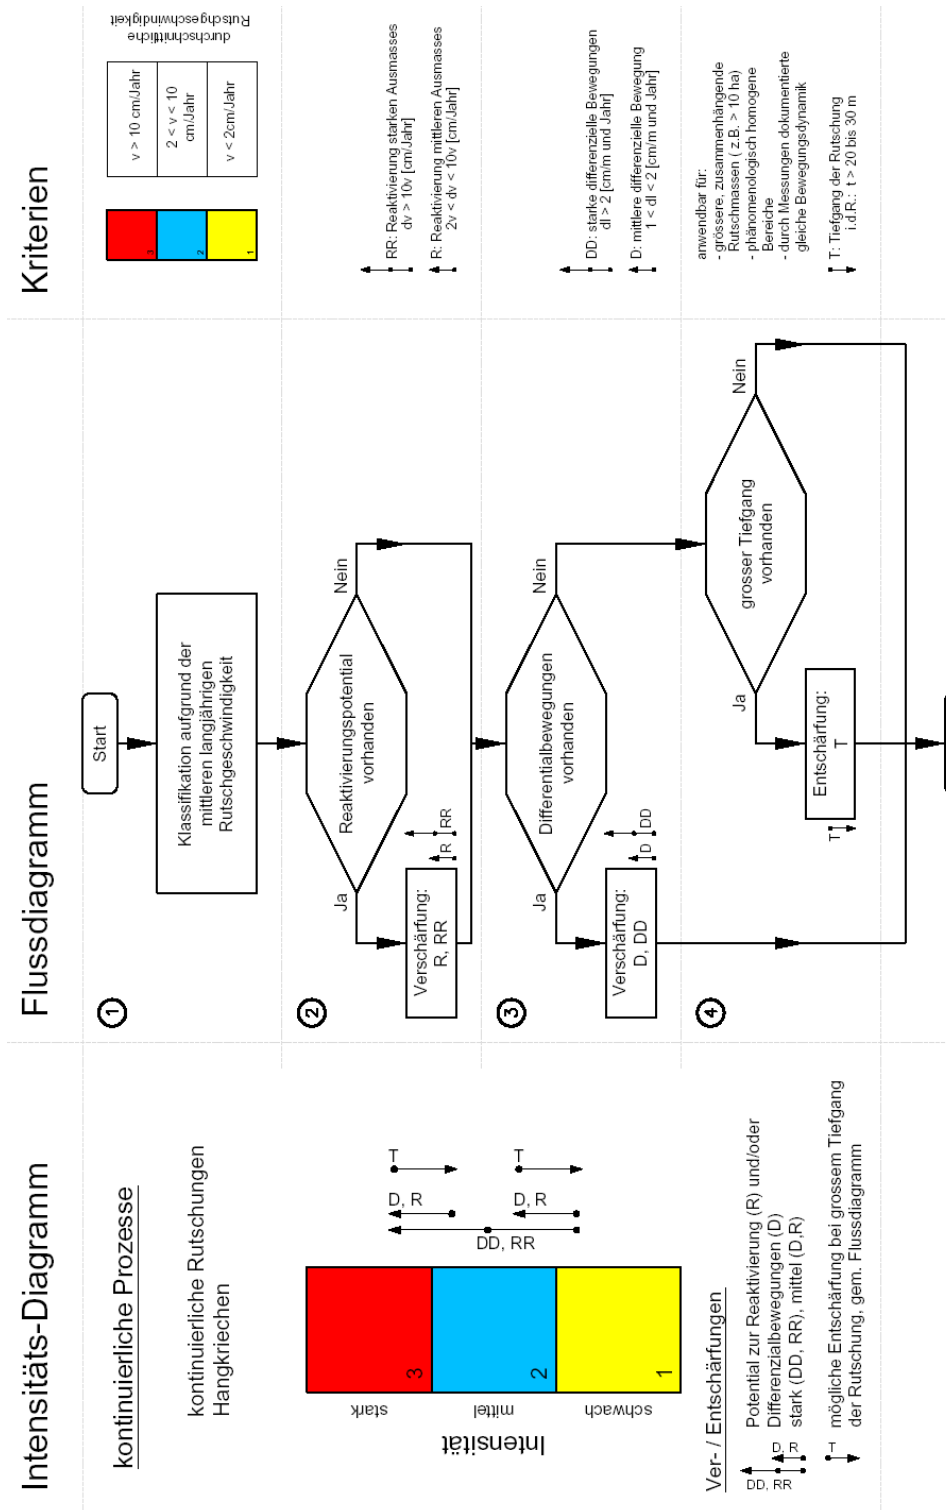 Intensitäts-Diagramm
kontinuierliche Prozesse
kontinuierliche Rutschungen
Hangkriechen
Intensität
stark
mittel
schwach
3
2
1
DD, RR
D, R
D, R
T
T
Ver- / Entschärfungen
DD, RR
D, R
Potential zur Reaktivierung (R) und/oder
Differenzialbewegungen (D)
stark (DD, RR), mittel (D,R)
T
mögliche Entschärfung bei grossem Tiefgang
der Rutschung, gem. Flussdiagramm
Flussdiagramm
1
Start
Klassifikation aufgrund der
mittleren langjährigen
Rutschgeschwindigkeit
2
Reaktivierungspotential
vorhanden
Ja
Nein
Verschärfung:
R, RR
R
RR
3
Differentialbewegungen
vorhanden
Ja
Nein
Verschärfung:
D, DD
D
DD
4
grosser Tiefgang
vorhanden
Ja
Nein
Entschärfung:
T
T
Kriterien
3
2
1
v > 10 cm/Jahr
2 < v < 10
cm/Jahr
v < 2cm/Jahr
durchschnittliche
Rutschgeschwindigkeit
RR: Reaktivierung starken Ausmasses
dv > 10v [cm/Jahr]
R: Reaktivierung mittleren Ausmasses
2v < dv < 10v [cm/Jahr]
DD: starke differenzielle Bewegungen
dl > 2 [cm/m und Jahr]
D: mittlere differenzielle Bewegung
1 < dl < 2 [cm/m und Jahr]
anwendbar für:
- grössere, zusammenhängende
Rutschmassen ( z.B. > 10 ha)
- phänomenologisch homogene
Bereiche
- durch Messungen dokumentierte
gleiche Bewegungsdynamik
T: Tiefgang der Rutschung
i.d.R.: t > 20 bis 30 m